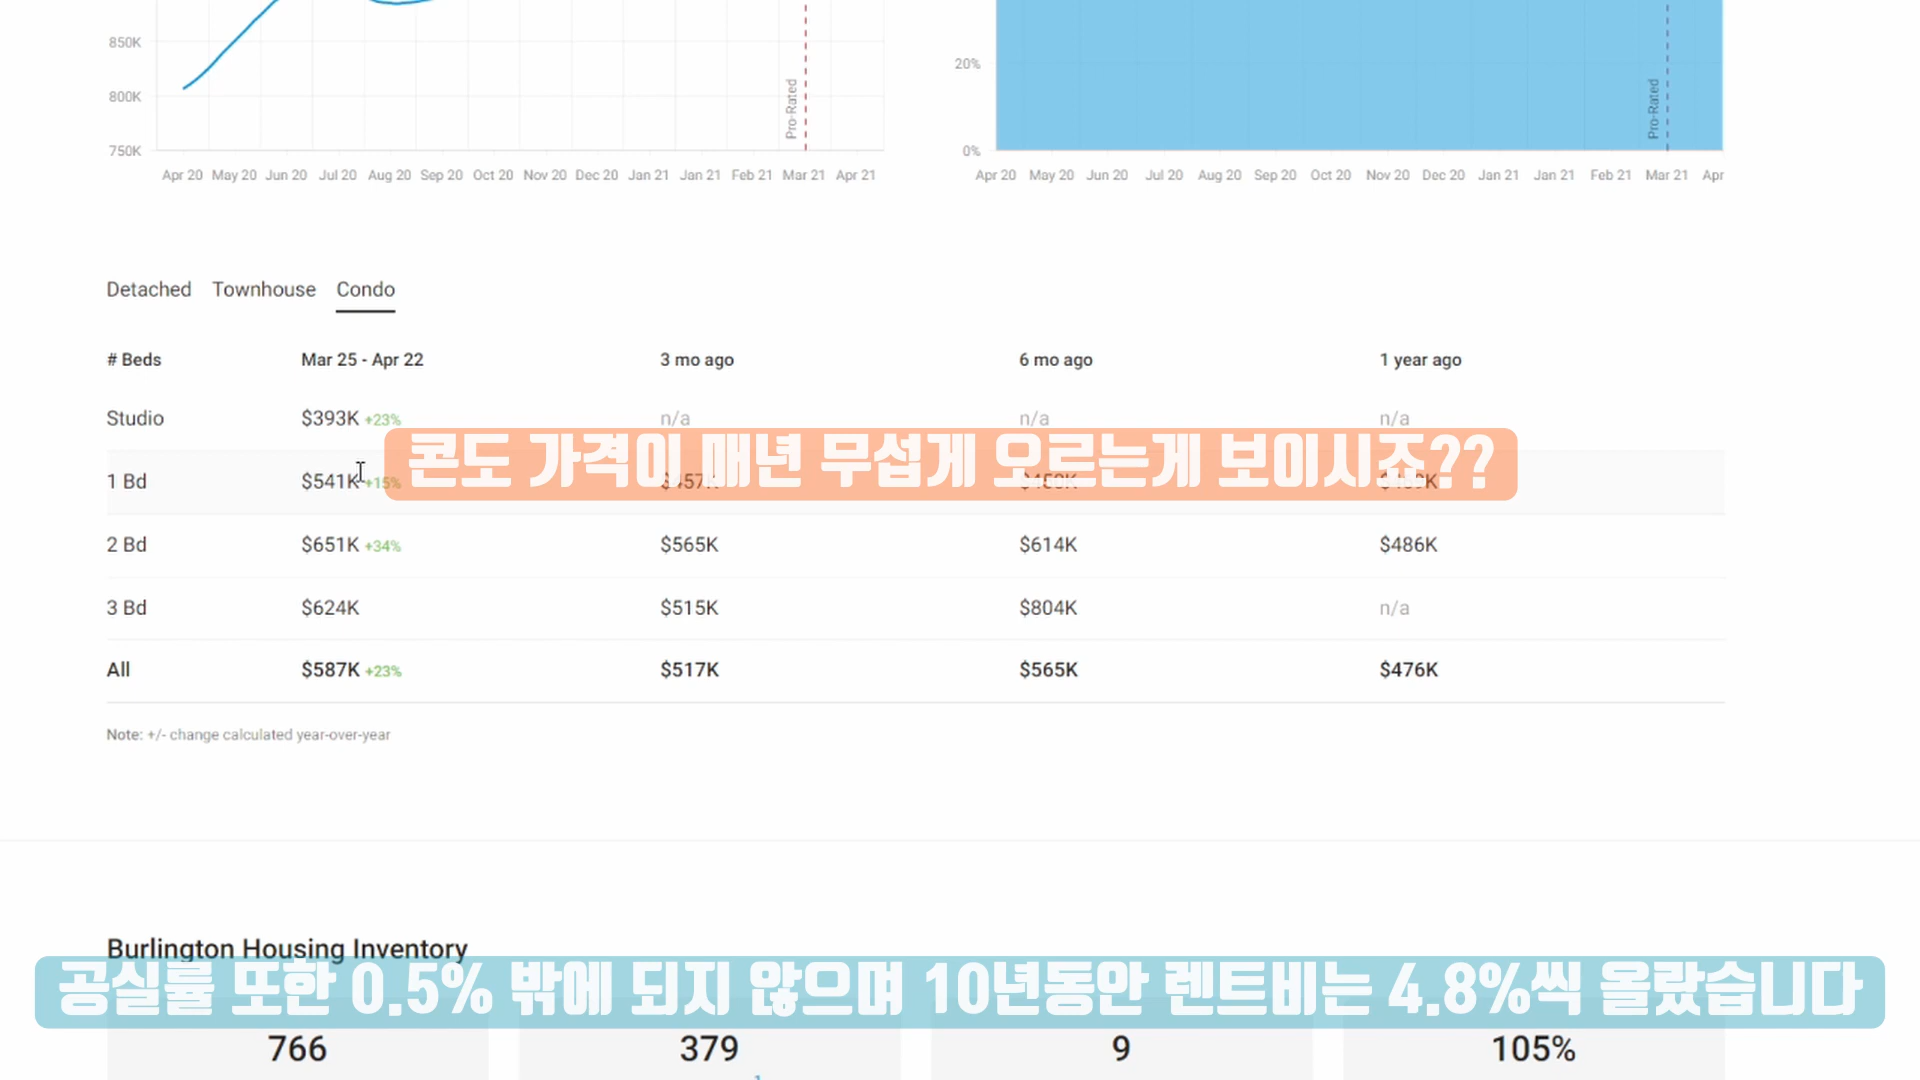 850K
800K
750K
Pro-Rated
Apr 20 May 20 Jun 20 Jul 20 Aug 20 Sep 20 Oct 20 Nov 20 Dec 20 Jan 21 Jan 21 Feb 21 Mar 21 Apr 21
20%
0%
Pro-Rated
Apr 20 May 20 Jun 20 Jul 20 Aug 20 Sep 20 Oct 20 Nov 20 Dec 20 Jan 21 Jan 21 Feb 21 Mar 21 Apr
Detached Townhouse Condo
# Beds Mar 25 - Apr 22 3 mo ago 6 mo ago 1 year ago
Studio $393K +23% n/a n/a n/a
콘도 가격이 매년 무섭게 오르는게 보이시죠??
1 Bd $541K +15% $457K
2 Bd $651K +34% $565K $614K $486K
3 Bd $624K $515K $804K n/a
All $587K +23% $517K $565K $476K
Note: +/- change calculated year-over-year
Burlington Housing Inventory
공실률 또한 0.5% 밖에 되지 않으며 10년동안 렌트비는 4.8%씩 올랐습니다
766 379 9 105%